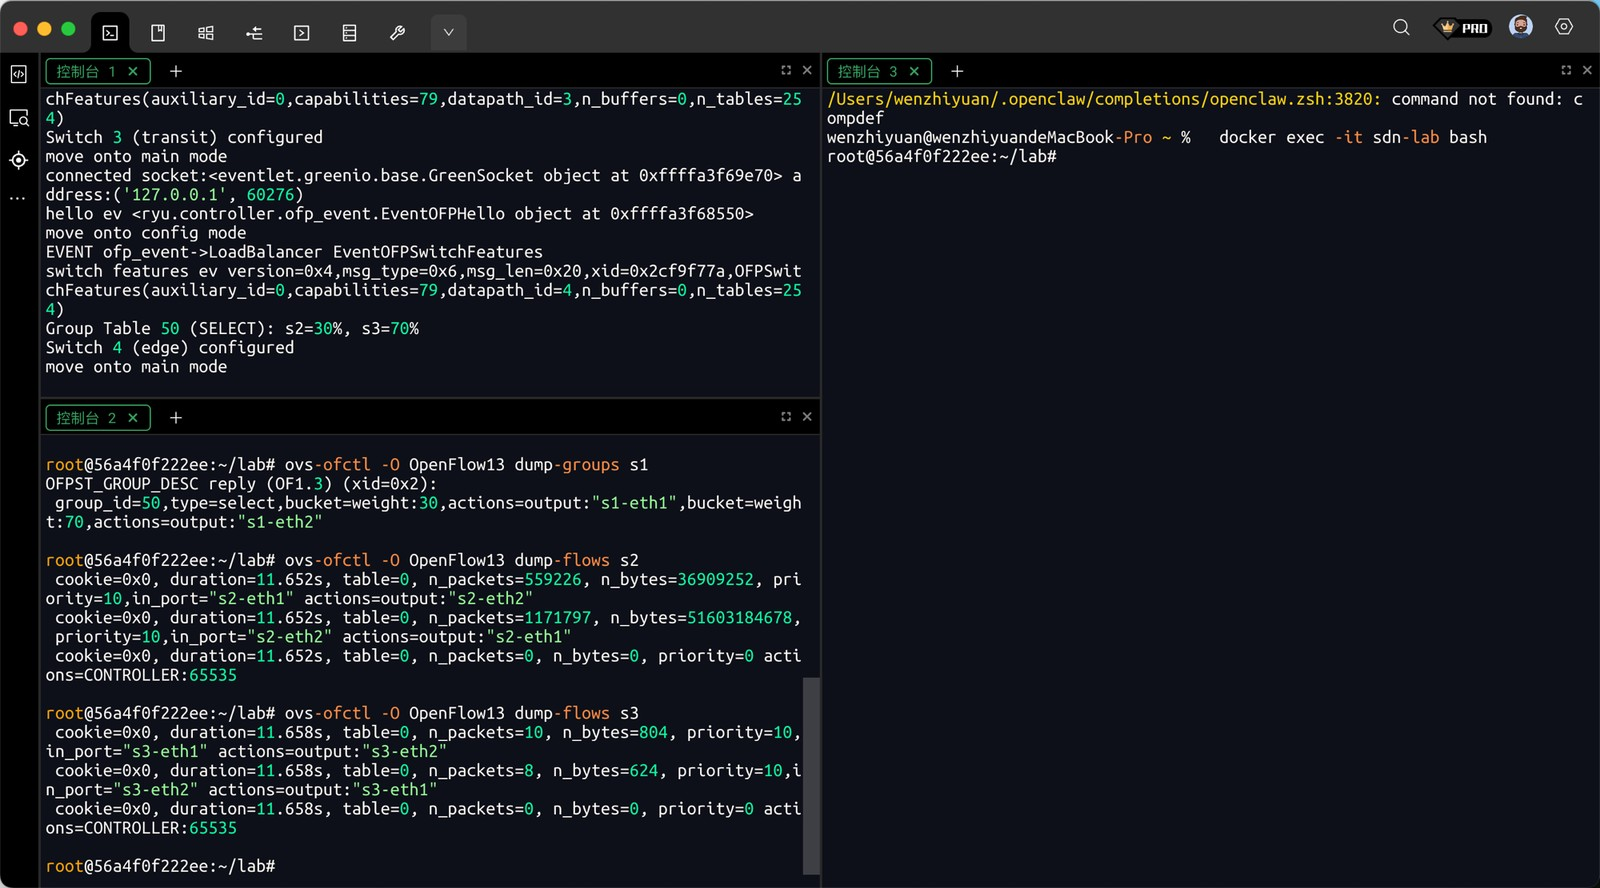 PRO
控制台 1
chFeatures(auxiliary_id=0,capabilities=79,datapath_id=3,n_buffers=0,n_tables=25
4)
Switch 3 (transit) configured
move onto main mode
connected socket:<eventlet.greenio.base.GreenSocket object at 0xffffa3f69e70> a
ddress:('127.0.0.1', 60276)
hello ev <ryu.controller.ofp_event.EventOFPHello object at 0xffffa3f68550>
move onto config mode
EVENT ofp_event->LoadBalancer EventOFPSwitchFeatures
switch features ev version=0x4,msg_type=0x6,msg_len=0x20,xid=0x2cf9f77a,OFPSwit
chFeatures(auxiliary_id=0,capabilities=79,datapath_id=4,n_buffers=0,n_tables=25
4)
Group Table 50 (SELECT): s2=30%, s3=70%
Switch 4 (edge) configured
move onto main mode
控制台 2
root@56a4f0f222ee:~/lab# ovs-ofctl -O OpenFlow13 dump-groups s1
OFPST_GROUP_DESC reply (OF1.3) (xid=0x2):
 group_id=50,type=select,bucket=weight:30,actions=output:"s1-eth1",bucket=weigh
t:70,actions=output:"s1-eth2"
root@56a4f0f222ee:~/lab# ovs-ofctl -O OpenFlow13 dump-flows s2
 cookie=0x0, duration=11.652s, table=0, n_packets=559226, n_bytes=36909252, pri
ority=10,in_port="s2-eth1" actions=output:"s2-eth2"
 cookie=0x0, duration=11.652s, table=0, n_packets=1171797, n_bytes=51603184678,
 priority=10,in_port="s2-eth2" actions=output:"s2-eth1"
 cookie=0x0, duration=11.652s, table=0, n_packets=0, n_bytes=0, priority=0 acti
ons=CONTROLLER:65535
root@56a4f0f222ee:~/lab# ovs-ofctl -O OpenFlow13 dump-flows s3
 cookie=0x0, duration=11.658s, table=0, n_packets=10, n_bytes=804, priority=10,
in_port="s3-eth1" actions=output:"s3-eth2"
 cookie=0x0, duration=11.658s, table=0, n_packets=8, n_bytes=624, priority=10,i
n_port="s3-eth2" actions=output:"s3-eth1"
 cookie=0x0, duration=11.658s, table=0, n_packets=0, n_bytes=0, priority=0 acti
ons=CONTROLLER:65535
root@56a4f0f222ee:~/lab#
控制台 3
/Users/wenzhiyuan/.openclaw/completions/openclaw.zsh:3820: command not found: c
ompdef
wenzhiyuan@wenzhiyuandeMacBook-Pro ~ %   docker exec -it sdn-lab bash
root@56a4f0f222ee:~/lab#